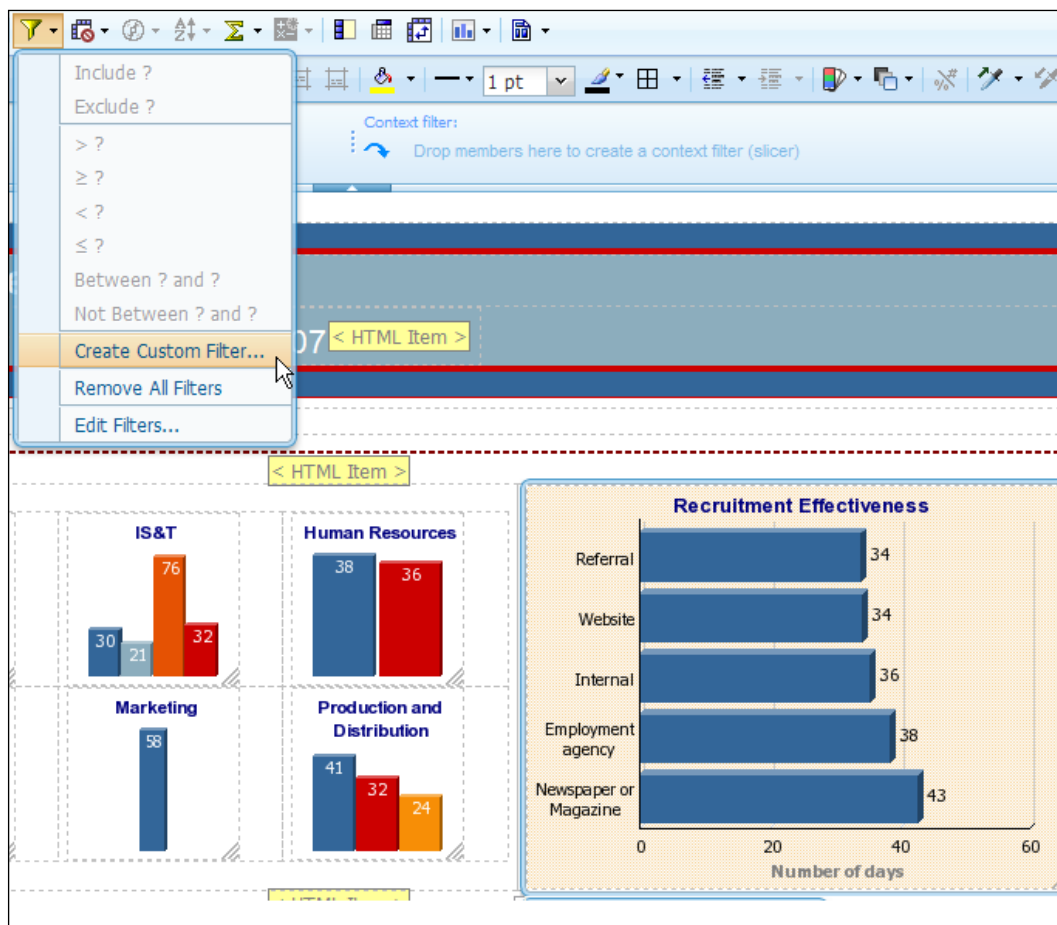 Include ?
Exclude ?
> ?
≥ ?
< ?
≤ ?
Between ? and ?
Not Between ? and ?
Create Custom Filter...
Remove All Filters
Edit Filters...
1 pt
Context filter:
Drop members here to create a context filter (slicer)
07
< HTML Item >
< HTML Item >
IS&T
30
21
76
32
Human Resources
38
36
Marketing
58
Production and
Distribution
41
32
24
Recruitment Effectiveness
Referral
34
Website
34
Internal
36
Employment
agency
38
Newspaper or
Magazine
43
0 20 40 60
Number of days
< HTML Item >